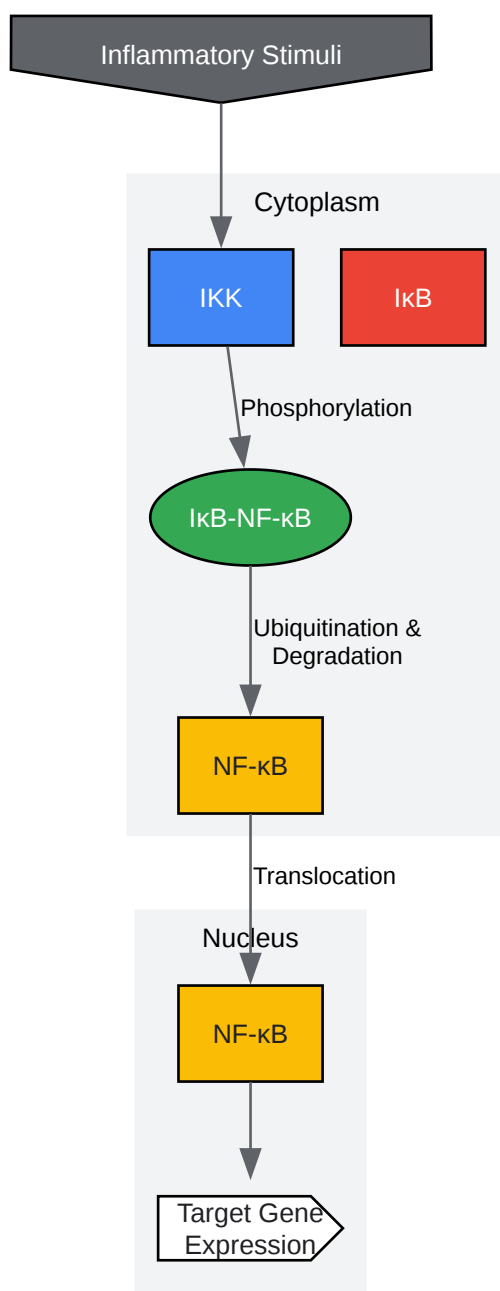 Inflammatory Stimuli
Cytoplasm
IKK
IκB
Phosphorylation
IκB-NF-κB
Ubiquitination &
Degradation
NF-κB
Translocation
Nucleus
NF-κB
Target Gene
Expression